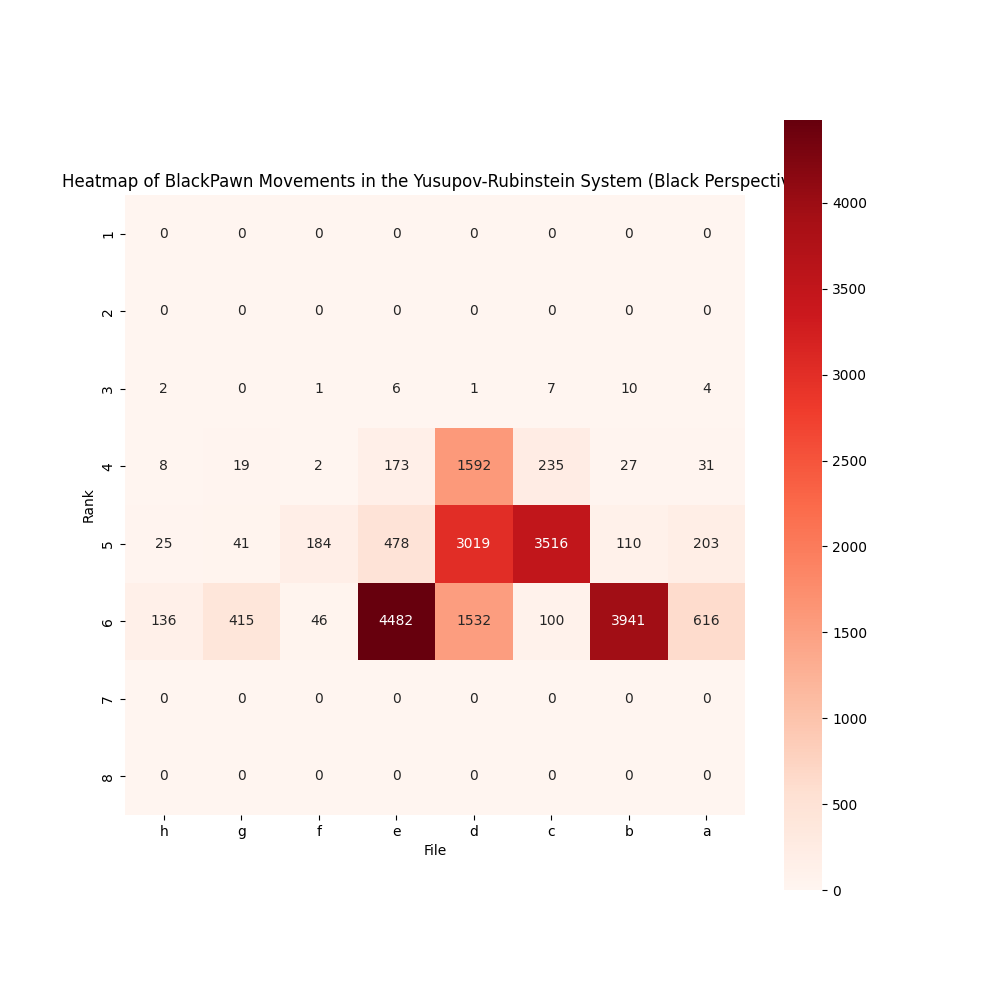 Heatmap of BlackPawn Movements in the Yusupov-Rubinstein System (Black Perspectiv
4000
1 0 0 0 0 0 0 0 0
3500
2 0 0 0 0 0 0 0 0
3 2 0 1 6 1 7 10 4
3000
4 8 19 2 173 1592 235 27 31
2500
Rank
5 25 41 184 478 3019 3516 110 203
2000
6 136 415 46 4482 1532 100 3941 616
1500
7 0 0 0 0 0 0 0 0
1000
8 0 0 0 0 0 0 0 0
500
h g f e d c b a
File
0